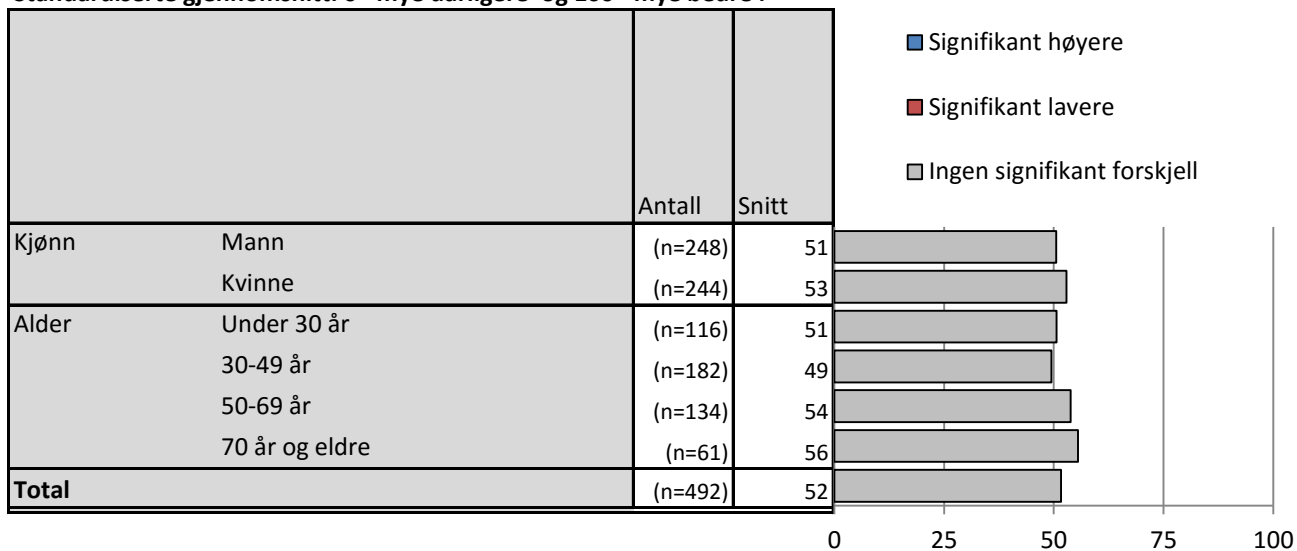 Signifikant høyere
Signifikant lavere
Ingen signifikant forskjell
Antall Snitt
Kjønn Mann (n=248) 51
Kvinne (n=244) 53
Alder Under 30 år (n=116) 51
30-49 år (n=182) 49
50-69 år (n=134) 54
70 år og eldre (n=61) 56
Total (n=492) 52
0 25 50 75 100